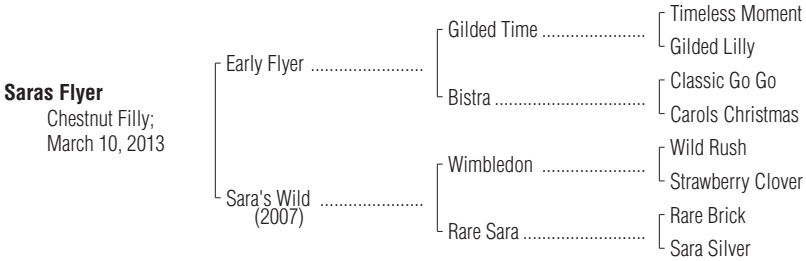 Saras Flyer
Chestnut Filly;
March 10, 2013
Early Flyer ........................
Sara's Wild ......................
(2007)
Gilded Time ......................
Bistra ................................
Wimbledon ......................
Rare Sara ..........................
Timeless Moment
Gilded Lilly
Classic Go Go
Carols Christmas
Wild Rush
Strawberry Clover
Rare Brick
Sara Silver